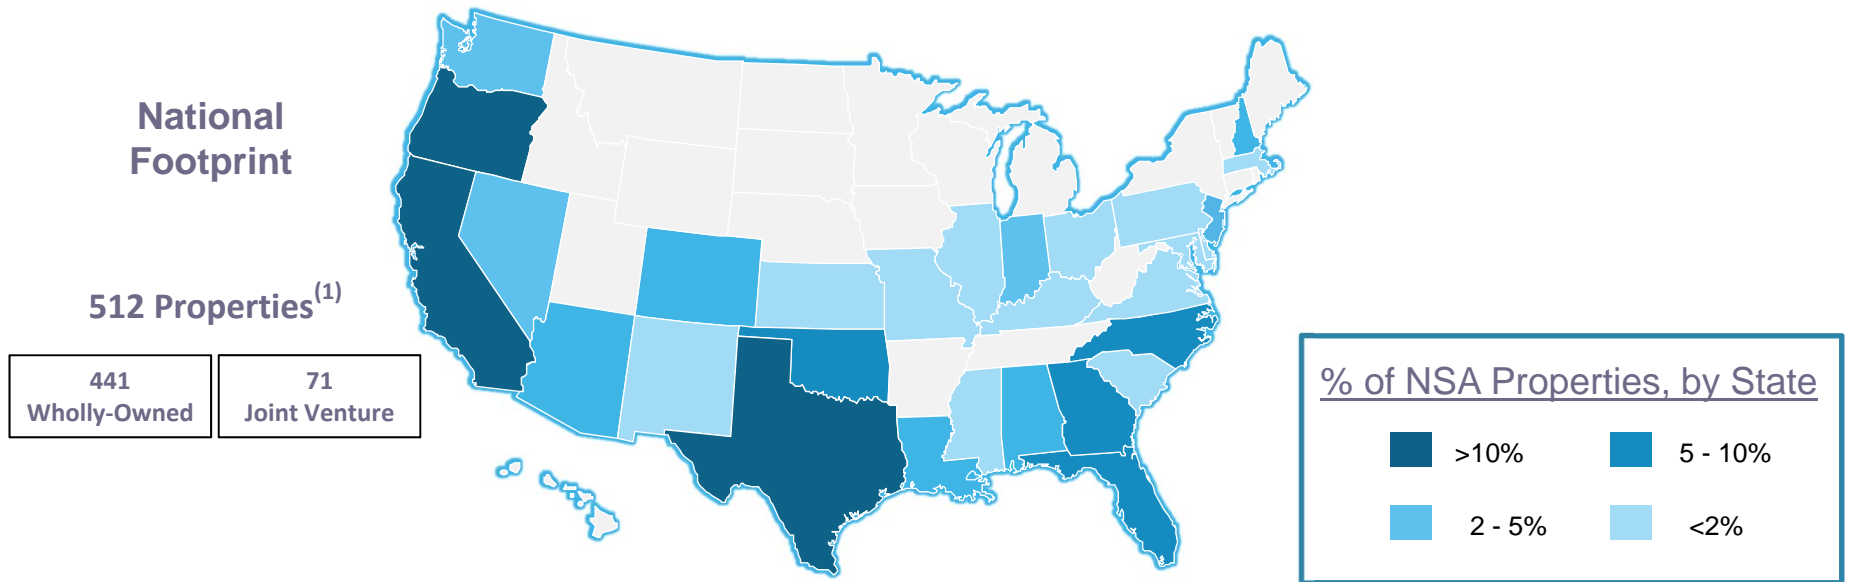 National
Footprint
512 Properties(1)
441
Wholly-Owned
71
Joint Venture
% of NSA Properties, by State
>10%
5 - 10%
2 - 5%
<2%